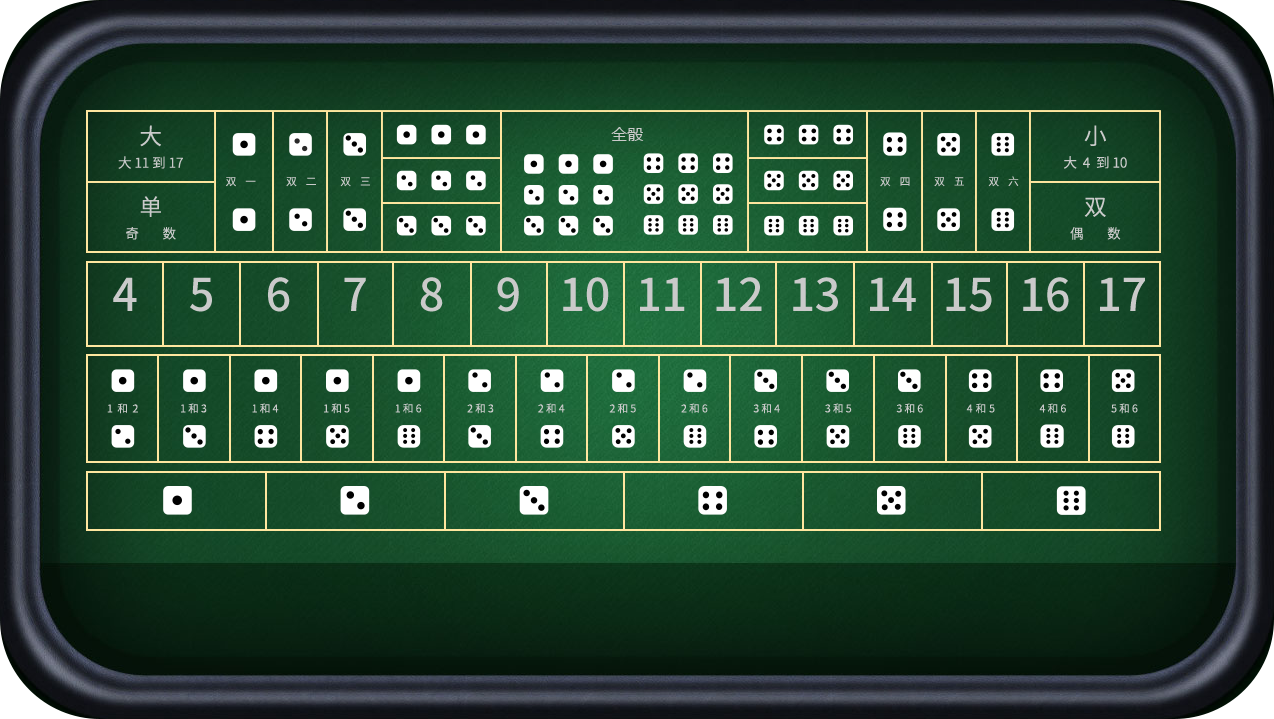 大
大 11 到 17
单
奇 数
双 一
双 二
双 三
全骰
双 四
双 五
双 六
小
大 4 到 10
双
偶 数
4 5 6 7 8 9 10 11 12 13 14 15 16 17
1 和 2
1 和 3
1 和 4
1 和 5
1 和 6
2 和 3
2 和 4
2 和 5
2 和 6
3 和 4
3 和 5
3 和 6
4 和 5
4 和 6
5 和 6